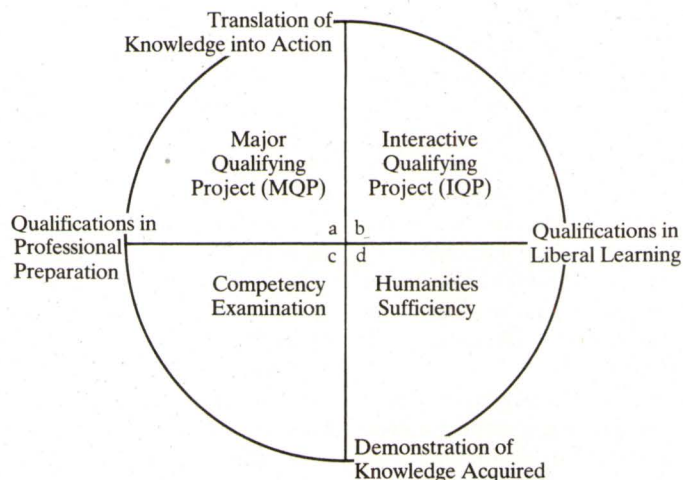 Translation of
Knowledge into Action
Major
Qualifying
Project (MQP)
Interactive
Qualifying
Project (IQP)
a
b
Qualifications in
Professional
Preparation
Qualifications in
Liberal Learning
c
d
Competency
Examination
Humanities
Sufficiency
Demonstration of
Knowledge Acquired